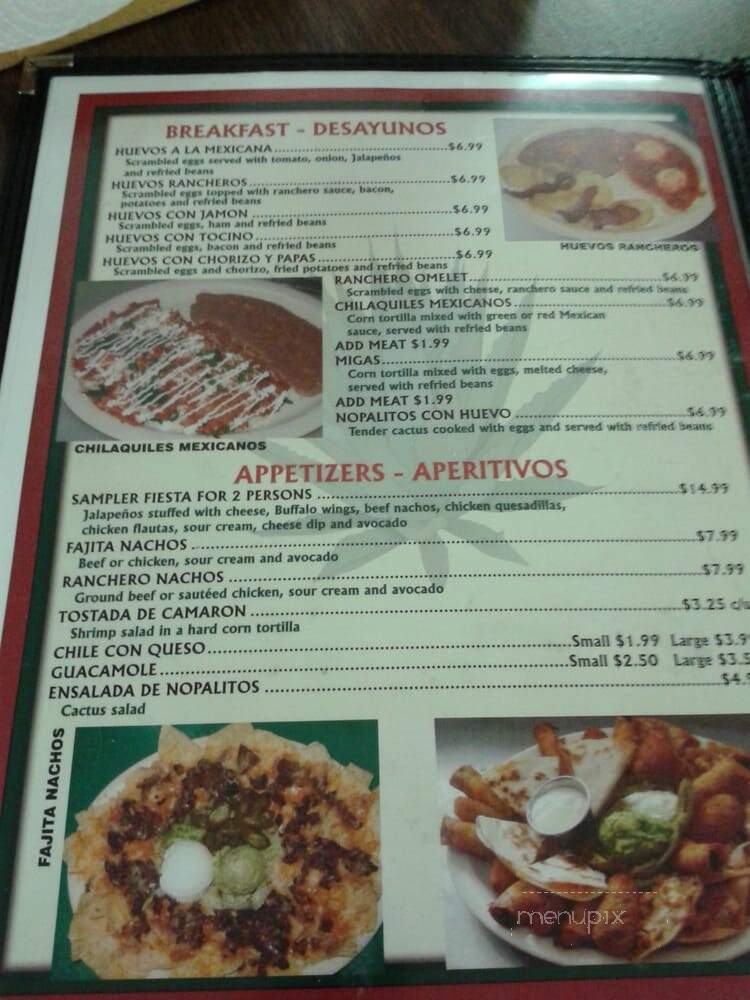 BREAKFAST - DESAYUNOS
HUEVOS A LA MEXICANA....................$6.99
Scrambled eggs served with tomato, onion, Jalapeños
and refried beans
HUEVOS RANCHEROS....................$6.99
Scrambled eggs topped with ranchero sauce, bacon,
potatoes and refried beans
HUEVOS CON JAMON....................$6.99
Scrambled eggs, ham and refried beans
HUEVOS CON TOCINO....................$6.99
Scrambled eggs, bacon and refried beans
HUEVOS CON CHORIZO Y PAPAS....................$6.99
Scrambled eggs and chorizo, fried potatoes and refried beans
HUEVOS RANCHEROS
RANCHERO OMELET....................$6.99
Scrambled eggs with cheese, ranchero sauce and refried beans
CHILAQUILES MEXICANOS....................$6.99
Corn tortilla mixed with green or red Mexican
sauce, served with refried beans
ADD MEAT $1.99
MIGAS....................$6.99
Corn tortilla mixed with eggs, melted cheese,
served with refried beans
ADD MEAT $1.99
NOPALITOS CON HUEVO....................$6.99
Tender cactus cooked with eggs and served with refried beans
CHILAQUILES MEXICANOS
APPETIZERS - APERITIVOS
SAMPLER FIESTA FOR 2 PERSONS....................$14.99
Jalapeños stuffed with cheese, Buffalo wings, beef nachos, chicken quesadillas,
chicken flautas, sour cream, cheese dip and avocado
FAJITA NACHOS....................$7.99
Beef or chicken, sour cream and avocado
RANCHERO NACHOS....................$7.99
Ground beef or sautéed chicken, sour cream and avocado
TOSTADA DE CAMARON....................$3.25
Shrimp salad in a hard corn tortilla
CHILE CON QUESO....................Small $1.99 Large
GUACAMOLE....................Small $2.50 Large
ENSALADA DE NOPALITOS
Cactus salad
FAJITA NACHOS
menupix